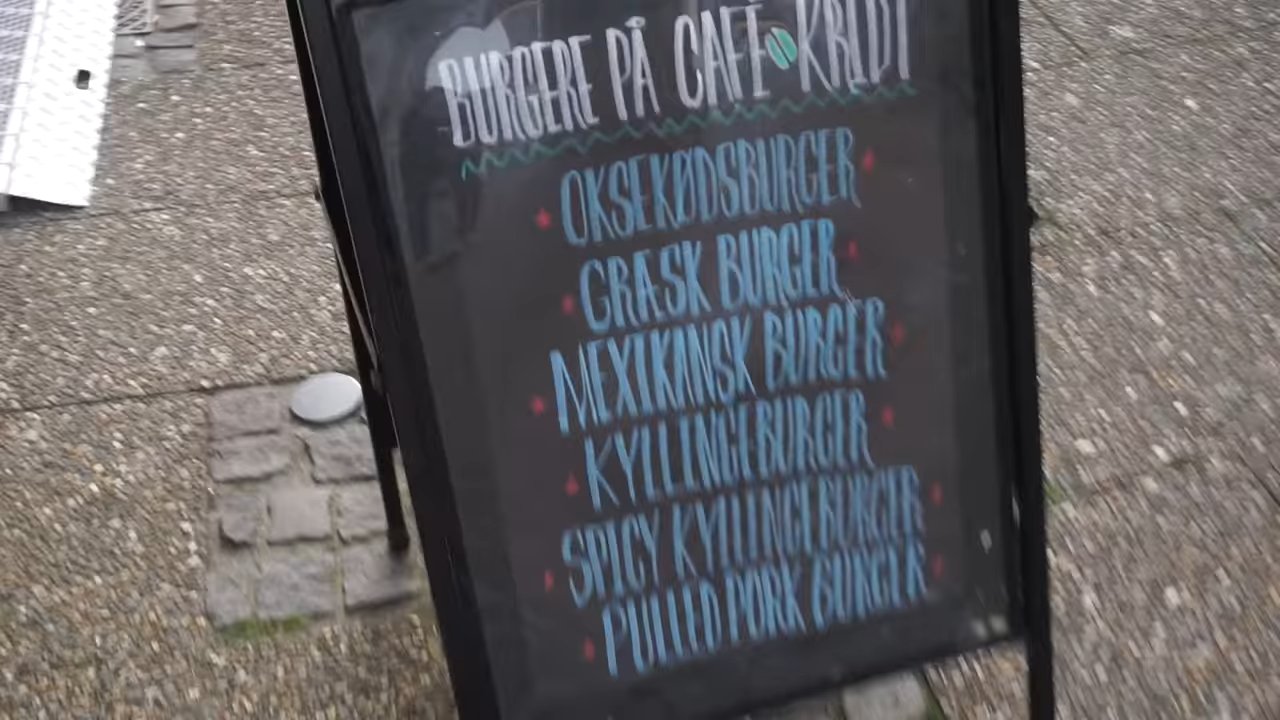 BURGERE PÅ CAFÉ KRIDT
OKSEKØDSBURGER
GRÆSK BURGER
MEXIKANSK BURGER
KYLLINGEBURGER
SPICY KYLLINGEBURGER
PULLED PORK BURGER